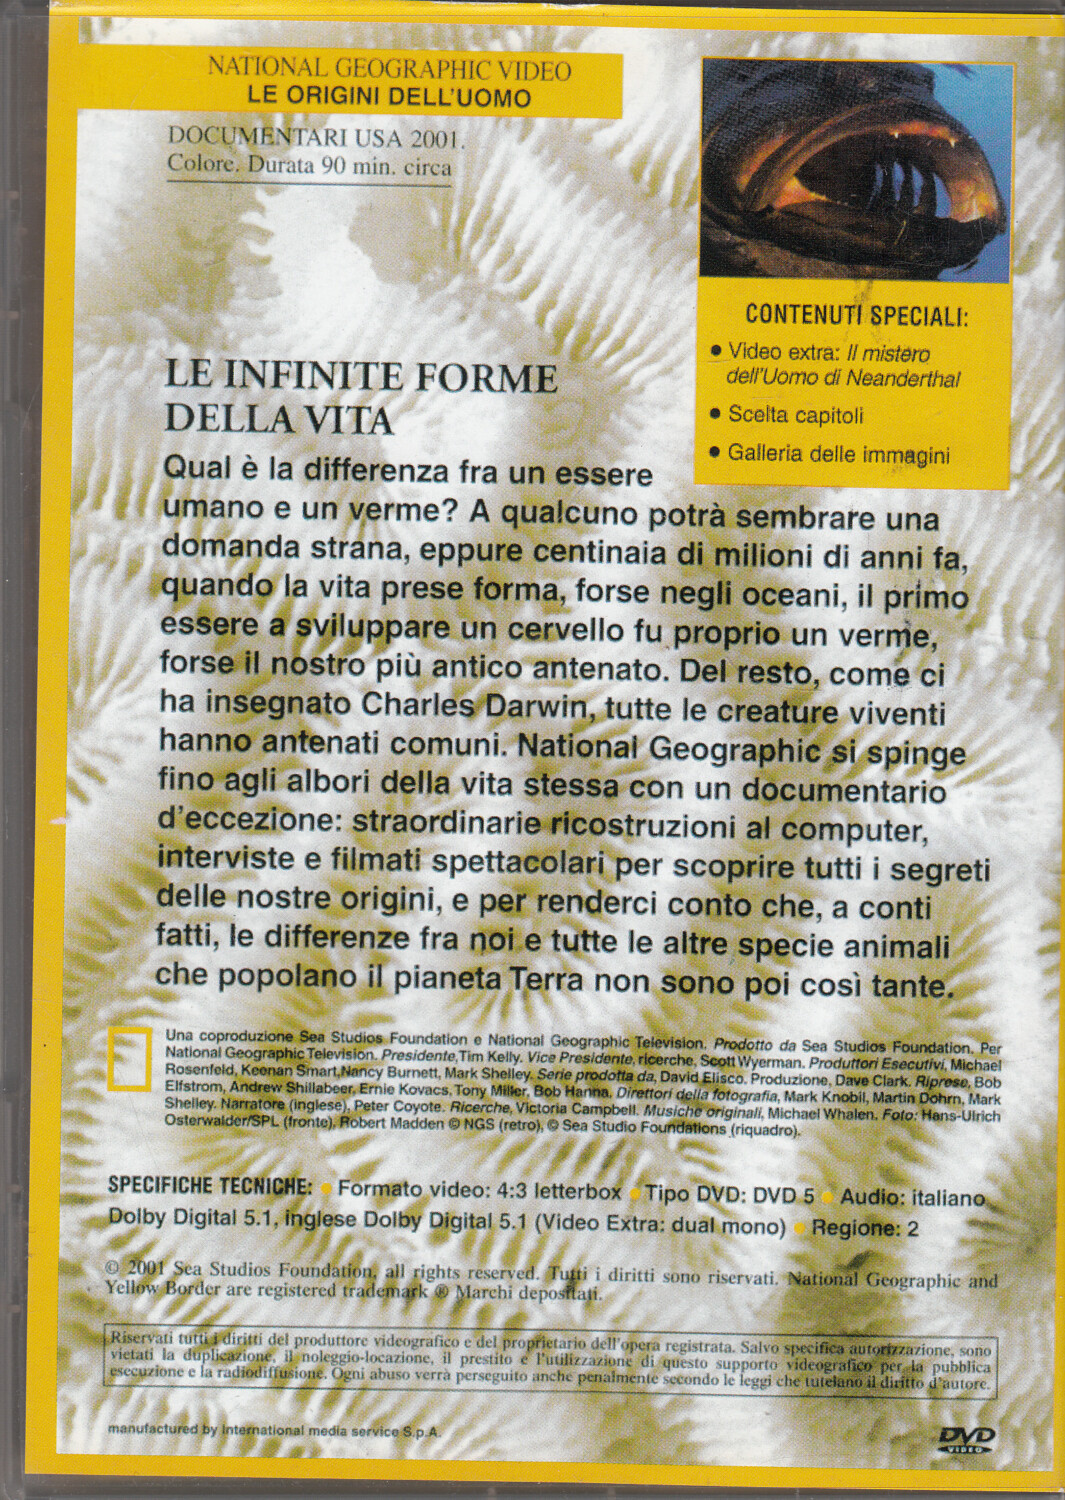 NATIONAL GEOGRAPHIC VIDEO
LE ORIGINI DELL'UOMO
DOCUMENTARI USA 2001.
Colore. Durata 90 min. circa
CONTENUTI SPECIALI:
• Video extra: Il mistero
dell'Uomo di Neanderthal
• Scelta capitoli
• Galleria delle immagini
LE INFINITE FORME
DELLA VITA
Qual è la differenza fra un essere
umano e un verme? A qualcuno potrà sembrare una
domanda strana, eppure centinaia di milioni di anni fa,
quando la vita prese forma, forse negli oceani, il primo
essere a sviluppare un cervello fu proprio un verme,
forse il nostro più antico antenato. Del resto, come ci
ha insegnato Charles Darwin, tutte le creature viventi
hanno antenati comuni. National Geographic si spinge
fino agli albori della vita stessa con un documentario
d'eccezione: straordinarie ricostruzioni al computer,
interviste e filmati spettacolari per scoprire tutti i segreti
delle nostre origini, e per renderci conto che, a conti
fatti, le differenze fra noi e tutte le altre specie animali
che popolano il pianeta Terra non sono poi così tante.
Una coproduzione Sea Studios Foundation e National Geographic Television. Prodotto da Sea Studios Foundation. Per
National Geographic Television. Presidente, Tim Kelly. Vice Presidente, ricerche, Scott Wyerman. Produttori Esecutivi, Michael
Rosenfeld, Keenan Smart, Nancy Burnett, Mark Shelley. Serie prodotta da, David Elisco. Produzione, Dave Clark. Riprese, Bob
Elfstrom, Andrew Shillabeer, Ernie Kovacs, Tony Miller, Bob Hanna. Direttori della fotografia, Mark Knobil, Martin Dohrn, Mark
Shelley. Narratore (inglese), Peter Coyote. Ricerche, Victoria Campbell. Musiche originali, Michael Whalen. Foto: Hans-Ulrich
Osterwalder/SPL (fronte), Robert Madden © NGS (retro), © Sea Studio Foundations (riquadro).
SPECIFICHE TECNICHE: • Formato video: 4:3 letterbox • Tipo DVD: DVD 5 • Audio: italiano
Dolby Digital 5.1, inglese Dolby Digital 5.1 (Video Extra: dual mono) • Regione: 2
© 2001 Sea Studios Foundation, all rights reserved. Tutti i diritti sono riservati. National Geographic and
Yellow Border are registered trademark ® Marchi depositati.
Riservati tutti i diritti del produttore videografico e del proprietario dell'opera registrata. Salvo specifica autorizzazione, sono
vietati la duplicazione, il noleggio-locazione, il prestito e l'utilizzazione di questo supporto videografico per la pubblica
esecuzione e la radiodiffusione. Ogni abuso verrà perseguito anche penalmente secondo le leggi che tutelano il diritto d'autore.
manufactured by International media service S.p.A.
DVD
VIDEO